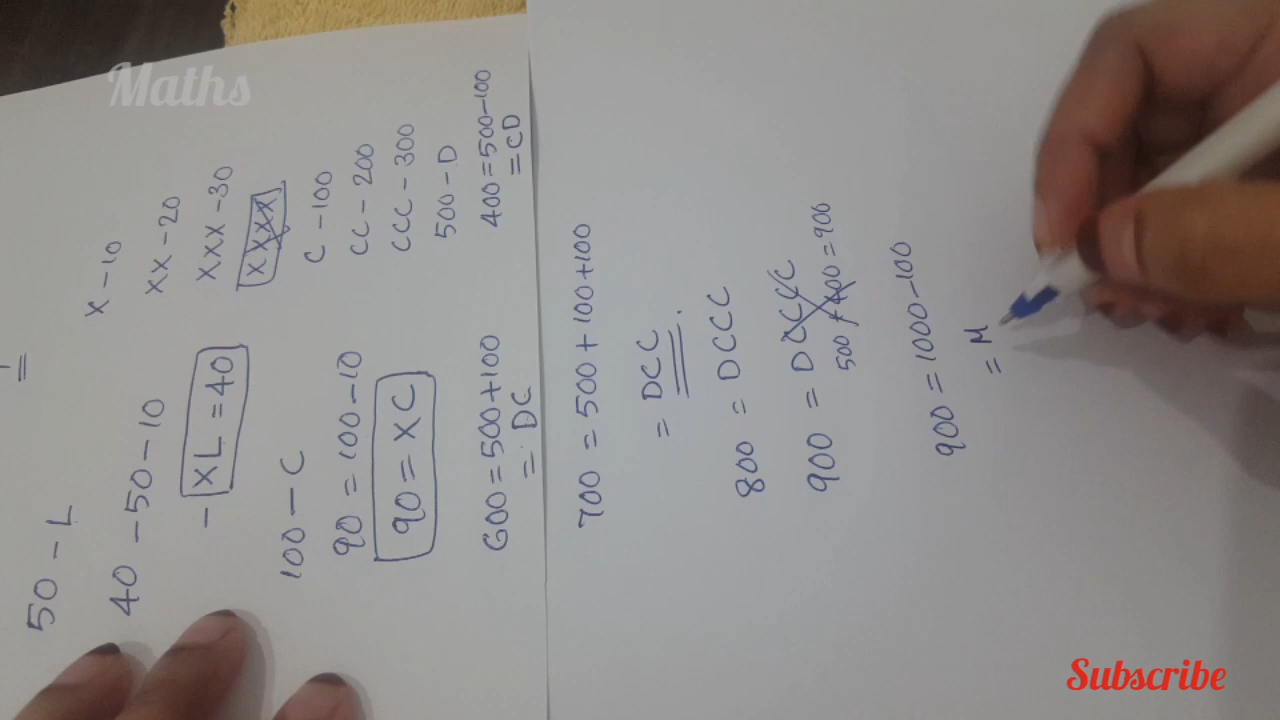 Maths
50 - L
40 - 50 - 10
- XL = 40
100 - C
90 = 100 - 10
90 = XC
600 = 500 + 100
= DC
X - 10
XX - 20
XXX - 30
XXXX
C - 100
CC - 200
CCC - 300
500 - D
400 = 500 - 100
= CD
700 = 500 + 100 + 100
= DCC.
800 = DCCC
900 = DCCCC
500 + 400 = 900
900 = 1000 - 100
= M
Subscribe